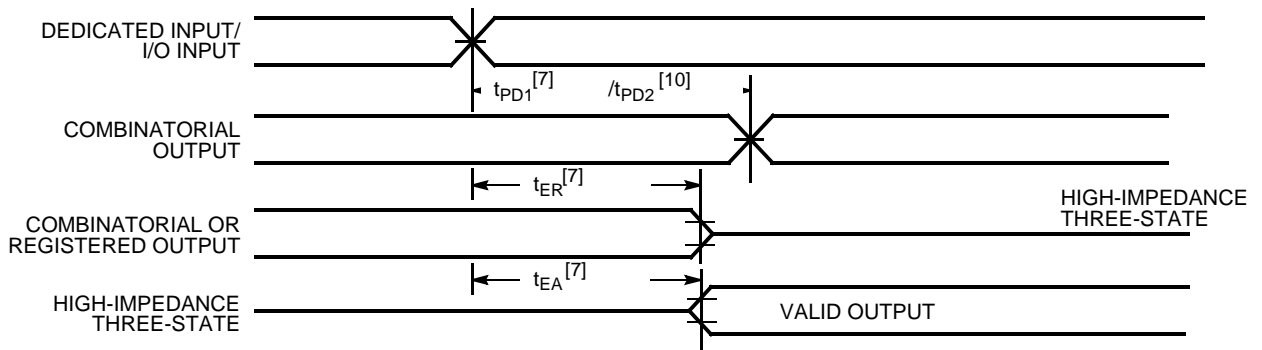 DEDICATED INPUT/
I/O INPUT
tPD1[7] /tPD2[10]
COMBINATORIAL
OUTPUT
tER[7]
HIGH-IMPEDANCE
THREE-STATE
COMBINATORIAL OR
REGISTERED OUTPUT
tEA[7]
HIGH-IMPEDANCE
THREE-STATE
VALID OUTPUT